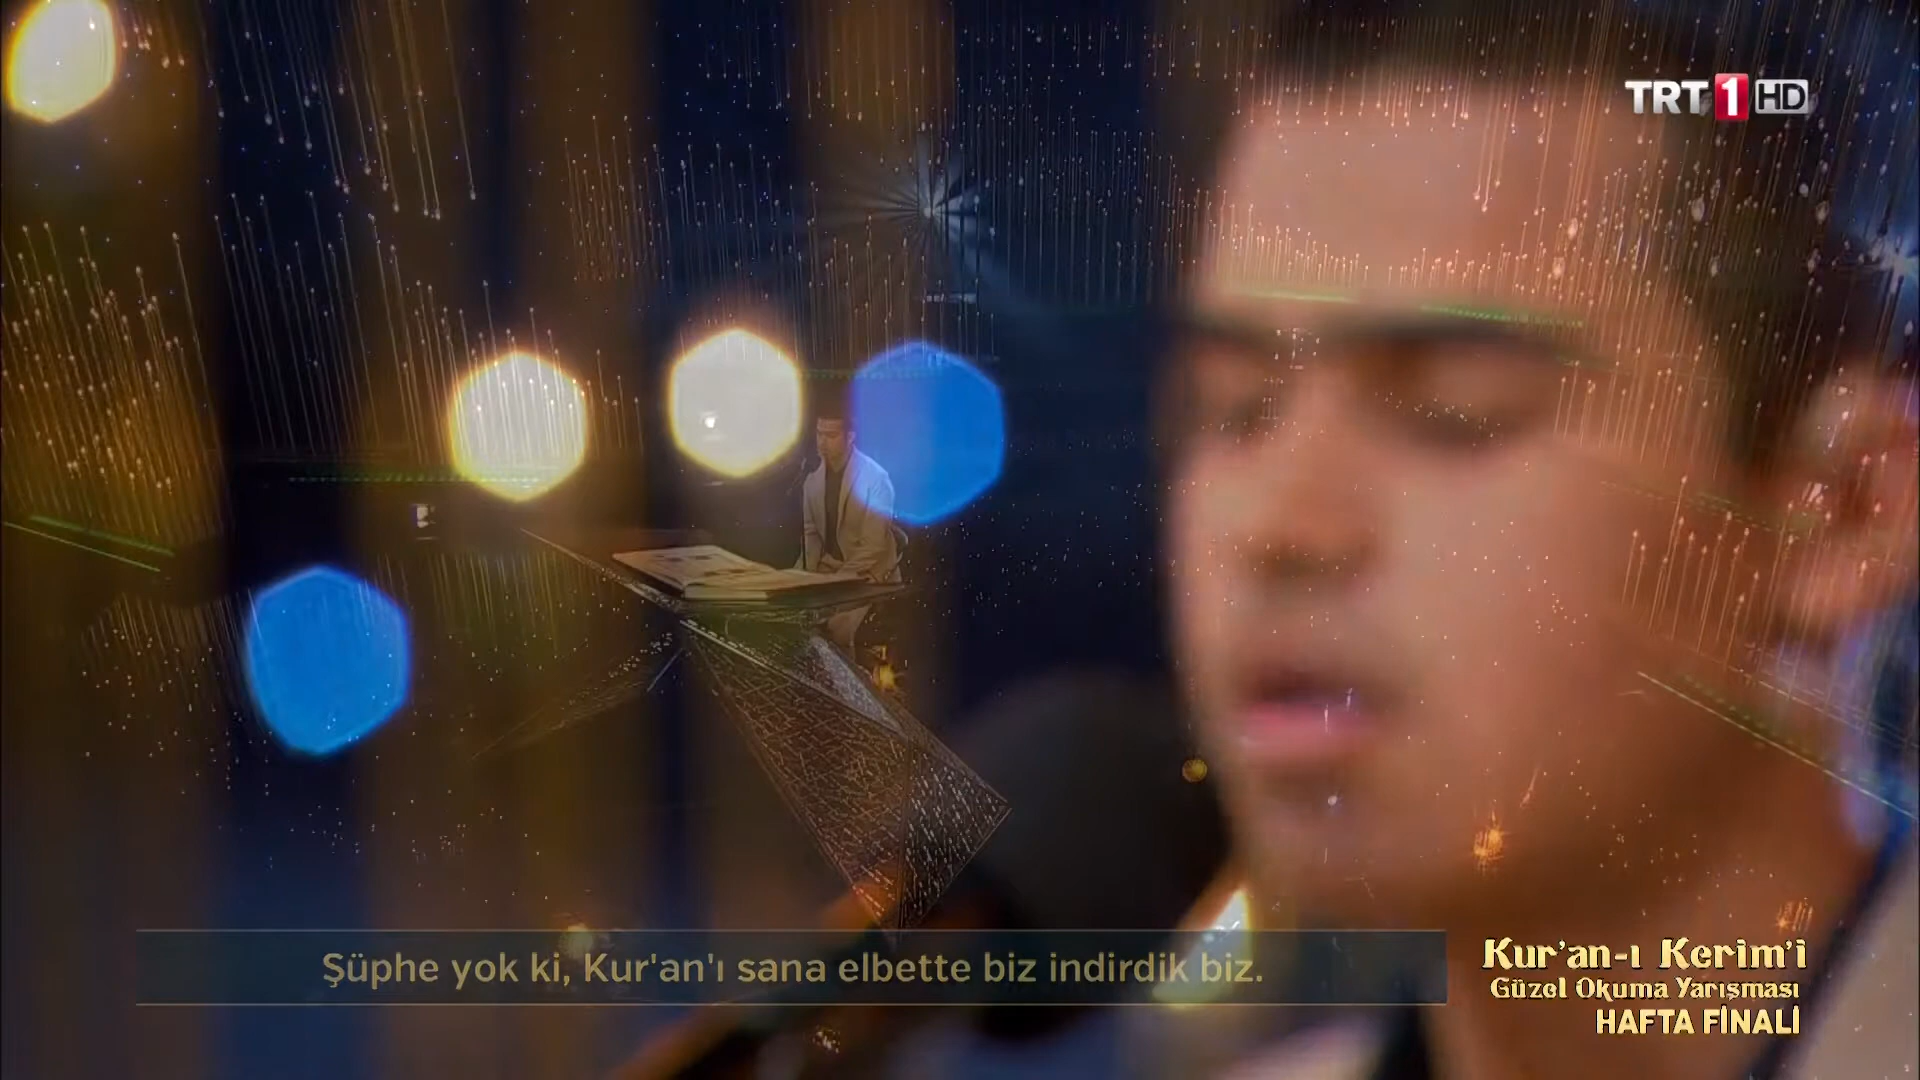 TRT 1 HD
Şüphe yok ki, Kur'an'ı sana elbette biz indirdik biz.
Kur'an-ı Kerim'i
Güzel Okuma Yarışması
HAFTA FİNALİ